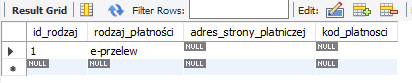 Result Grid Filter Rows: Edit:
id_rodzaj rodzaj_płatności adres_strony_platniczej kod_platnosci
1 e-przelew NULL NULL
NULL NULL NULL NULL